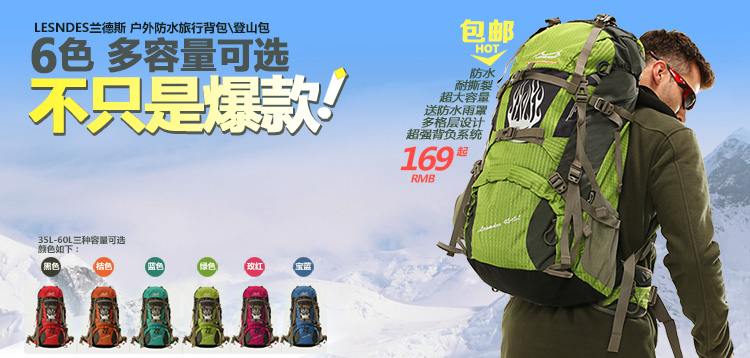 LESNDES兰德斯 户外防水旅行背包\登山包
6色 多容量可选
不只是爆款!
包邮
HOT
防水
耐撕裂
超大容量
送防水雨罩
多格层设计
超强背负系统
169起
RMB
35L-60L三种容量可选
颜色如下：
黑色 桔色 蓝色 绿色 玫红 宝蓝